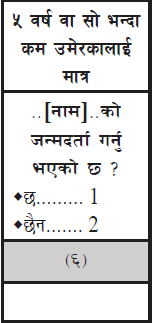 ५ वर्ष वा सो भन्दा
कम उमेरकालाई
मात्र
..[नाम]..को
जन्मदर्ता गर्नु
भएको छ ?
◆छ......... 1
◆छैन....... 2
(६)